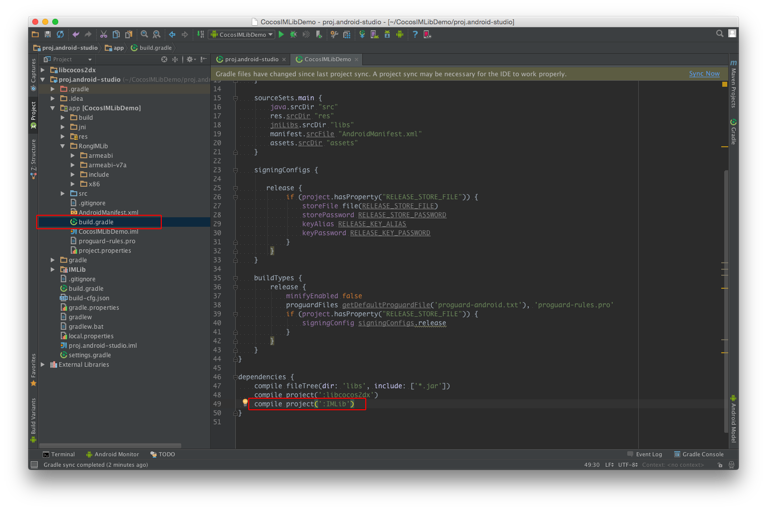 CocosIMLibDemo - proj.android-studio - [~/CocosIMLibDemo/proj.android-studio]
CocosIMLibDemo
proj.android-studio
app
build.gradle
Project
proj.android-studio
CocosIMLibDemo
Gradle files have changed since last project sync. A project sync may be necessary for the IDE to work properly.
Sync Now
Captures
Project
Z: Structure
Favorites
Build Variants
libcocos2dx
proj.android-studio (~/CocosIMLibDemo/proj.android-
.gradle
.idea
app [CocosIMLibDemo]
build
jni
res
RongIMLib
armeabi
armeabi-v7a
include
x86
src
.gitignore
AndroidManifest.xml
build.gradle
CocosIMLibDemo.iml
proguard-rules.pro
project.properties
gradle
IMLib
.gitignore
build.gradle
build-cfg.json
gradle.properties
gradlew
gradlew.bat
local.properties
proj.android-studio.iml
settings.gradle
External Libraries
14 }
15 sourceSets.main {
16 java.srcDir "src"
17 res.srcDir "res"
18 jniLibs.srcDir "libs"
19 manifest.srcFile "AndroidManifest.xml"
20 assets.srcDir "assets"
21 }
22
23 signingConfigs {
24
25 release {
26 if (project.hasProperty("RELEASE_STORE_FILE")) {
27 storeFile file(RELEASE_STORE_FILE)
28 storePassword RELEASE_STORE_PASSWORD
29 keyAlias RELEASE_KEY_ALIAS
30 keyPassword RELEASE_KEY_PASSWORD
31 }
32 }
33 }
34
35 buildTypes {
36 release {
37 minifyEnabled false
38 proguardFiles getDefaultProguardFile('proguard-android.txt'), 'proguard-rules.pro'
39 if (project.hasProperty("RELEASE_STORE_FILE")) {
40 signingConfig signingConfigs.release
41 }
42 }
43 }
44 }
45
46 dependencies {
47 compile fileTree(dir: 'libs', include: ['*.jar'])
48 compile project(':libcocos2dx')
49 compile project(':IMLib')
50 }
51
Maven Projects
Gradle
Android Model
Terminal
Android Monitor
TODO
Event Log
Gradle Console
Gradle sync completed (2 minutes ago)
49:30 LF÷ UTF-8÷ Context: <no context>